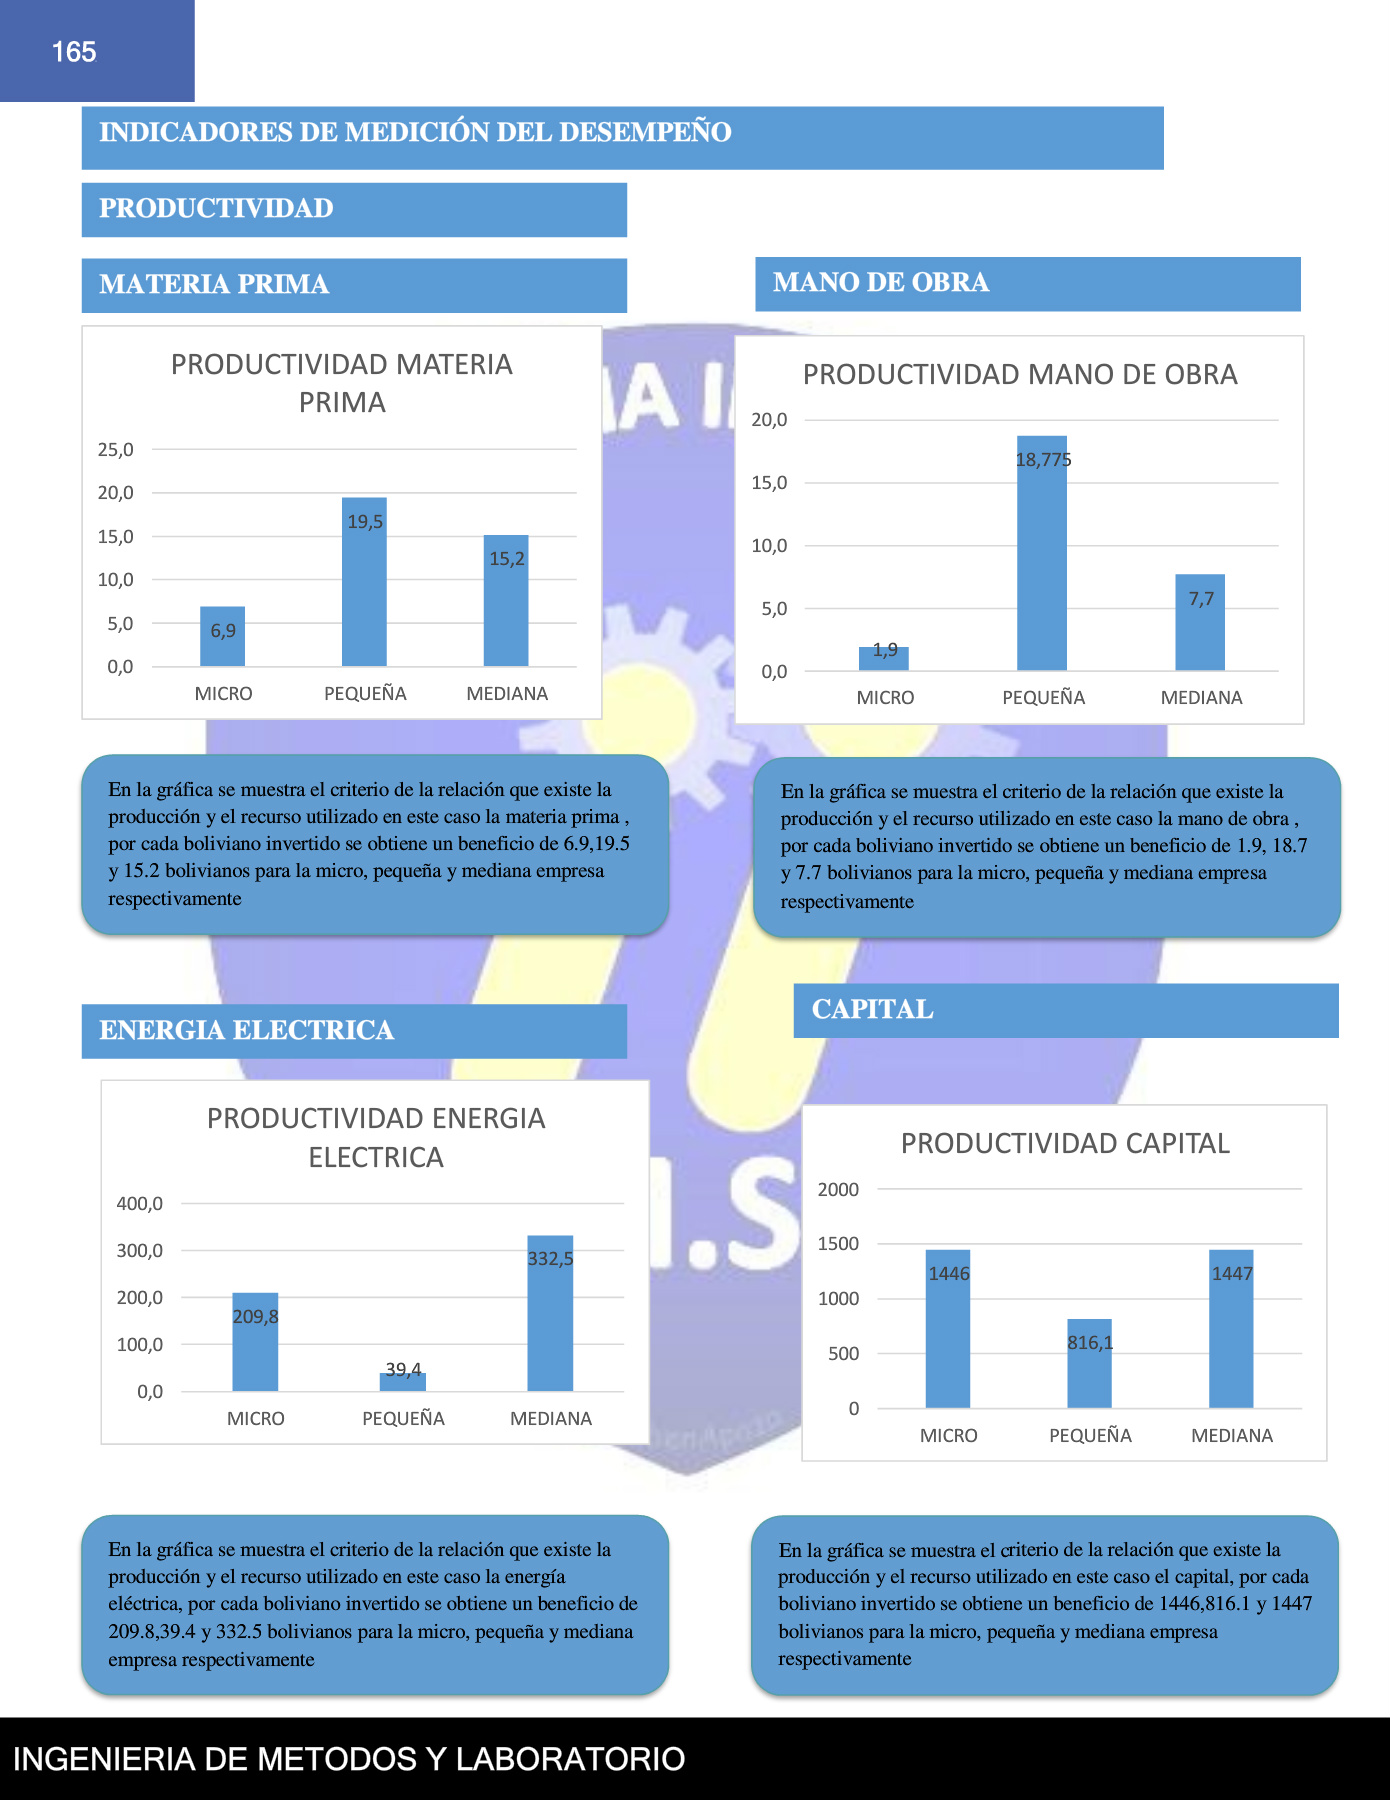 165
INDICADORES DE MEDICIÓN DEL DESEMPEÑO
PRODUCTIVIDAD
MATERIA PRIMA
PRODUCTIVIDAD MATERIA
PRIMA
25,0
20,0
15,0
10,0
5,0
0,0
6,9
19,5
15,2
MICRO PEQUEÑA MEDIANA
En la gráfica se muestra el criterio de la relación que existe la
producción y el recurso utilizado en este caso la materia prima ,
por cada boliviano invertido se obtiene un beneficio de 6.9,19.5
y 15.2 bolivianos para la micro, pequeña y mediana empresa
respectivamente
MANO DE OBRA
PRODUCTIVIDAD MANO DE OBRA
20,0
15,0
10,0
5,0
0,0
1,9
18,775
7,7
MICRO PEQUEÑA MEDIANA
En la gráfica se muestra el criterio de la relación que existe la
producción y el recurso utilizado en este caso la mano de obra ,
por cada boliviano invertido se obtiene un beneficio de 1.9, 18.7
y 7.7 bolivianos para la micro, pequeña y mediana empresa
respectivamente
ENERGIA ELECTRICA
PRODUCTIVIDAD ENERGIA
ELECTRICA
400,0
300,0
200,0
100,0
0,0
209,8
39,4
332,5
MICRO PEQUEÑA MEDIANA
En la gráfica se muestra el criterio de la relación que existe la
producción y el recurso utilizado en este caso la energía
eléctrica, por cada boliviano invertido se obtiene un beneficio de
209.8,39.4 y 332.5 bolivianos para la micro, pequeña y mediana
empresa respectivamente
CAPITAL
PRODUCTIVIDAD CAPITAL
2000
1500
1000
500
0
1446
816,1
1447
MICRO PEQUEÑA MEDIANA
En la gráfica se muestra el criterio de la relación que existe la
producción y el recurso utilizado en este caso el capital, por cada
boliviano invertido se obtiene un beneficio de 1446,816.1 y 1447
bolivianos para la micro, pequeña y mediana empresa
respectivamente
INGENIERIA DE METODOS Y LABORATORIO